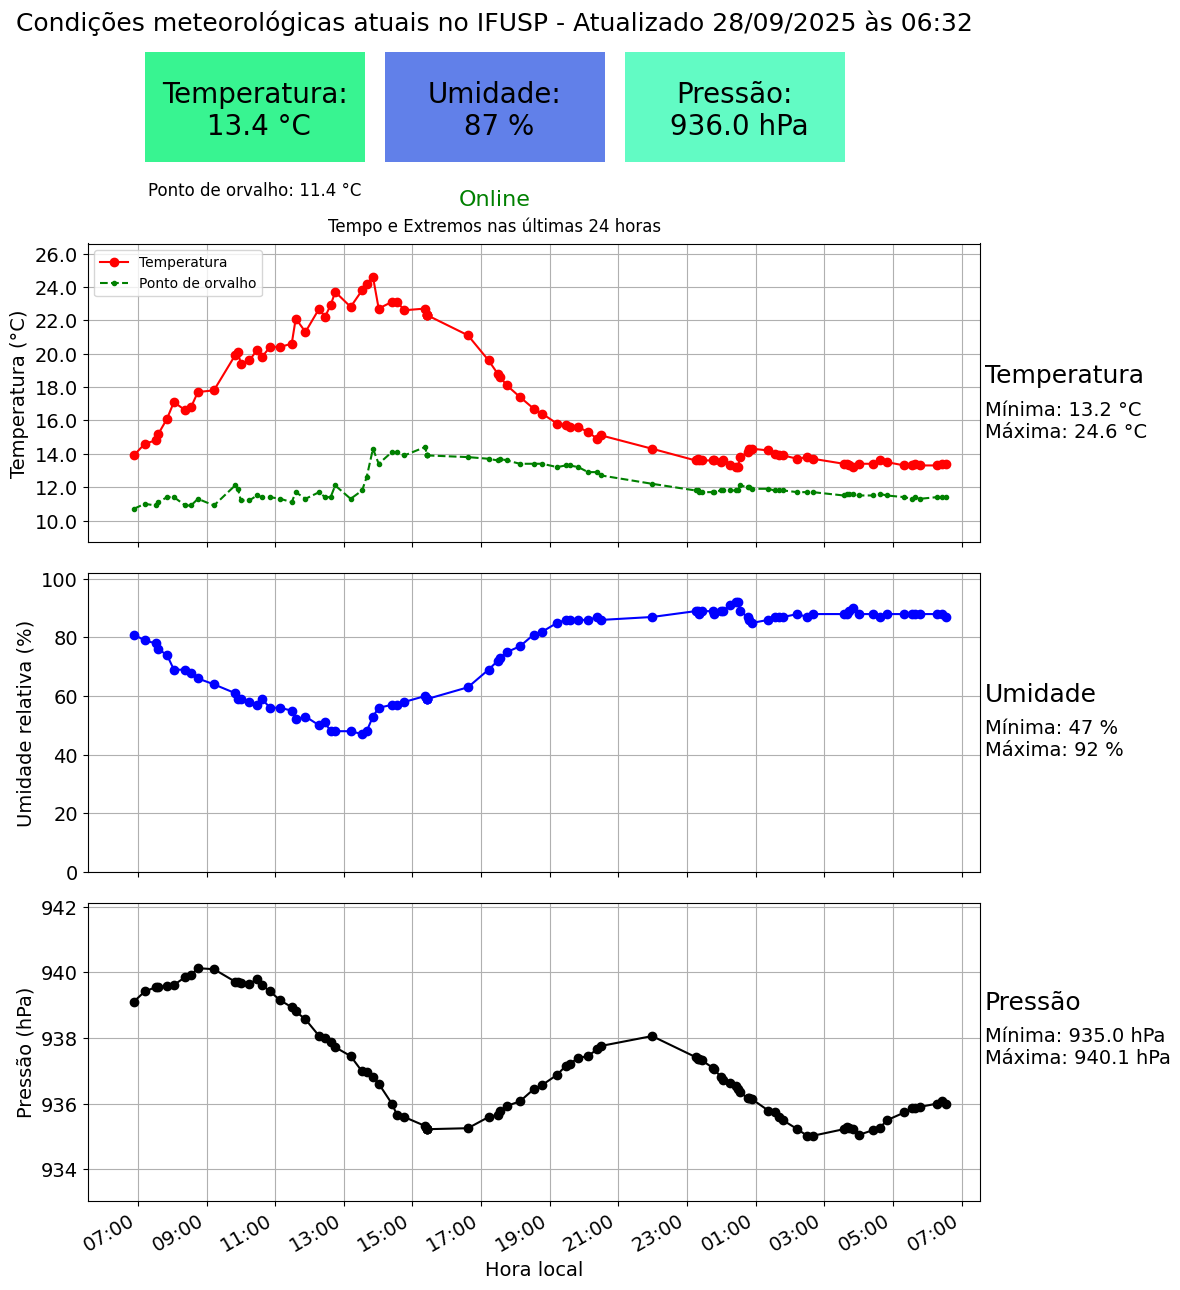 Condições meteorológicas atuais no IFUSP - Atualizado 28/09/2025 às 06:32
Temperatura:
13.4 °C
Umidade:
87 %
Pressão:
936.0 hPa
Ponto de orvalho: 11.4 °C
Online
Tempo e Extremos nas últimas 24 horas
Temperatura (°C)
26.0
24.0
22.0
20.0
18.0
16.0
14.0
12.0
10.0
Temperatura
Ponto de orvalho
Temperatura
Mínima: 13.2 °C
Máxima: 24.6 °C
Umidade relativa (%)
100
80
60
40
20
0
Umidade
Mínima: 47 %
Máxima: 92 %
Pressão (hPa)
942
940
938
936
934
Pressão
Mínima: 935.0 hPa
Máxima: 940.1 hPa
07:00
09:00
11:00
13:00
15:00
17:00
19:00
21:00
23:00
01:00
03:00
05:00
07:00
Hora local